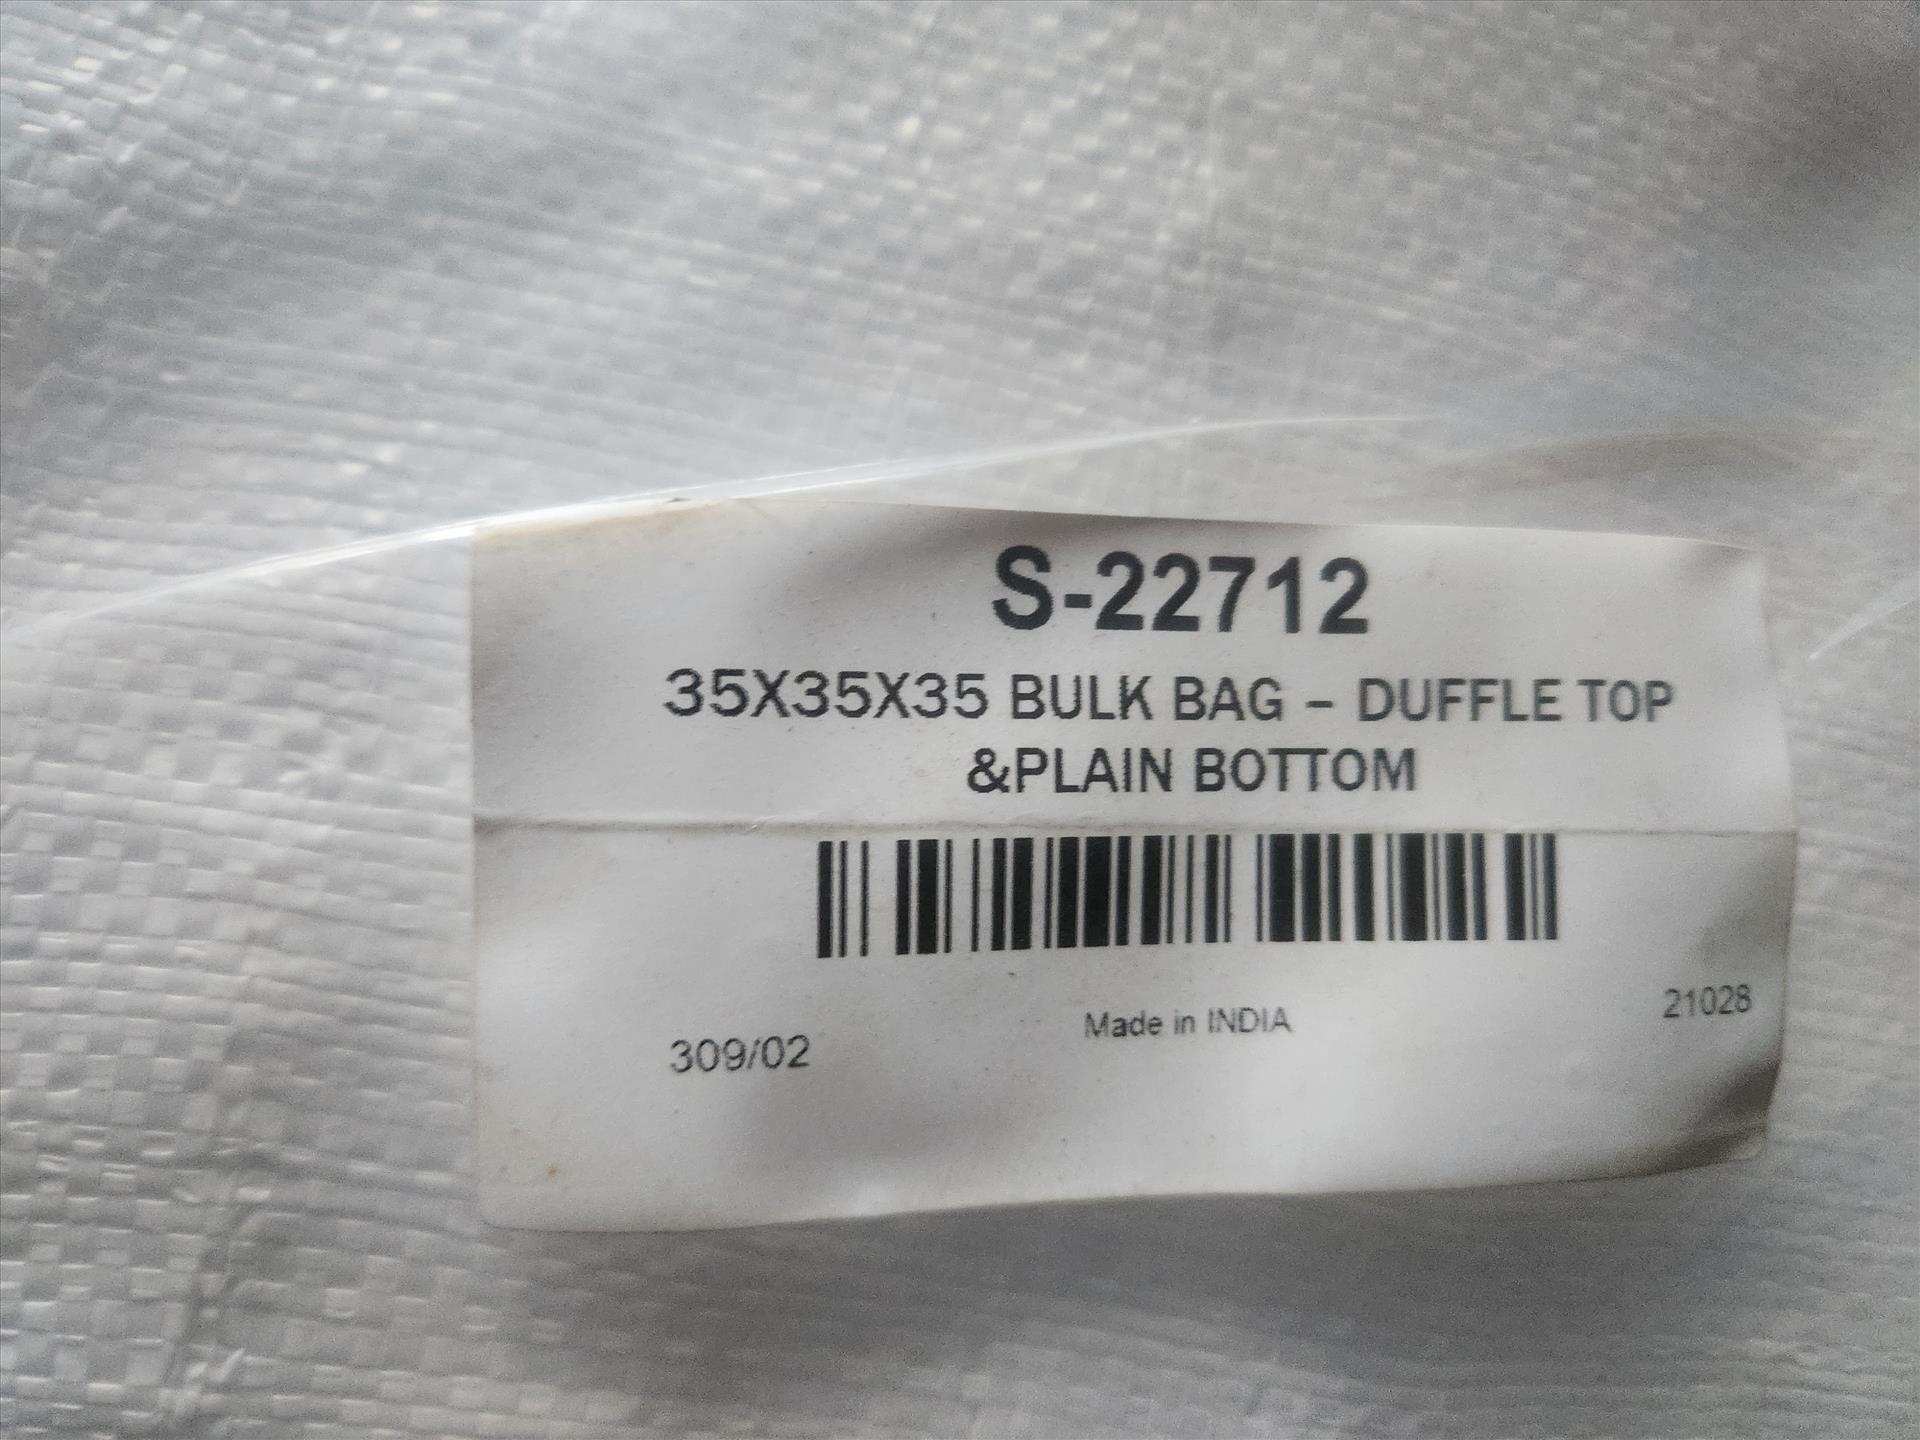 S-22712
35X35X35 BULK BAG – DUFFLE TOP
&PLAIN BOTTOM
309/02
Made in INDIA
21028